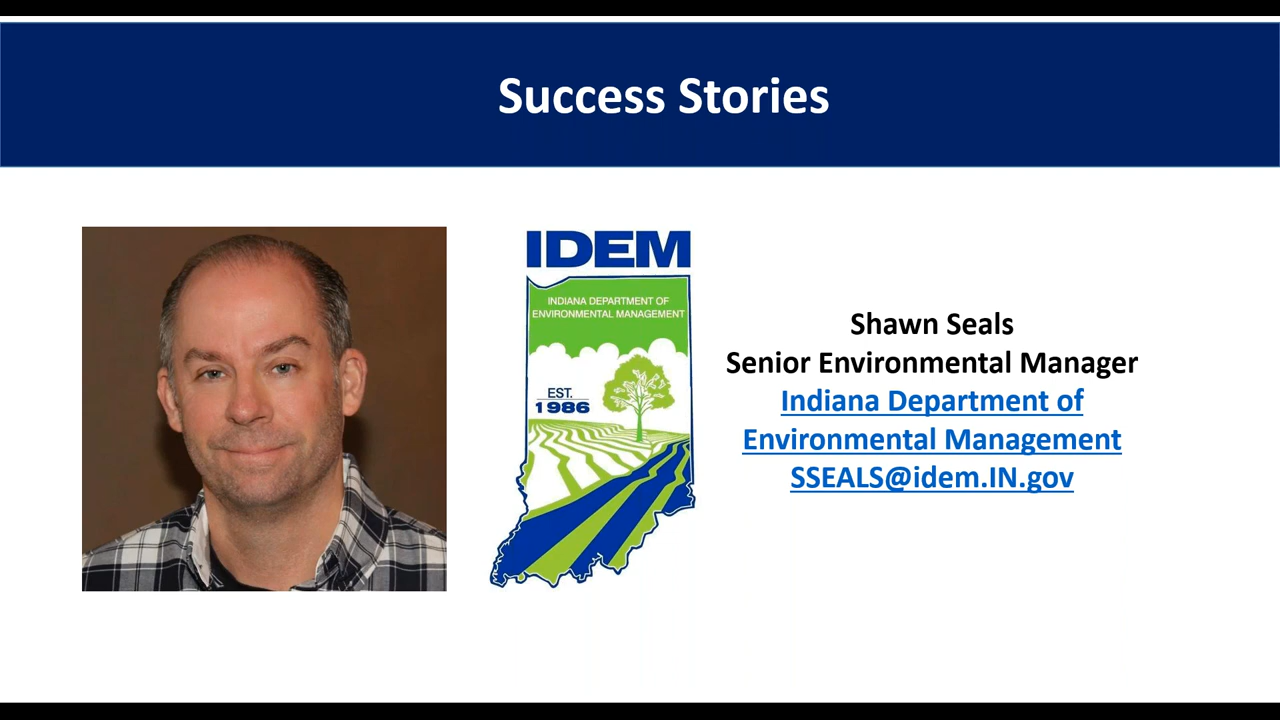 Success Stories
IDEM
INDIANA DEPARTMENT OF
ENVIRONMENTAL MANAGEMENT
EST.
1986
Shawn Seals
Senior Environmental Manager
Indiana Department of
Environmental Management
SSEALS@idem.IN.gov